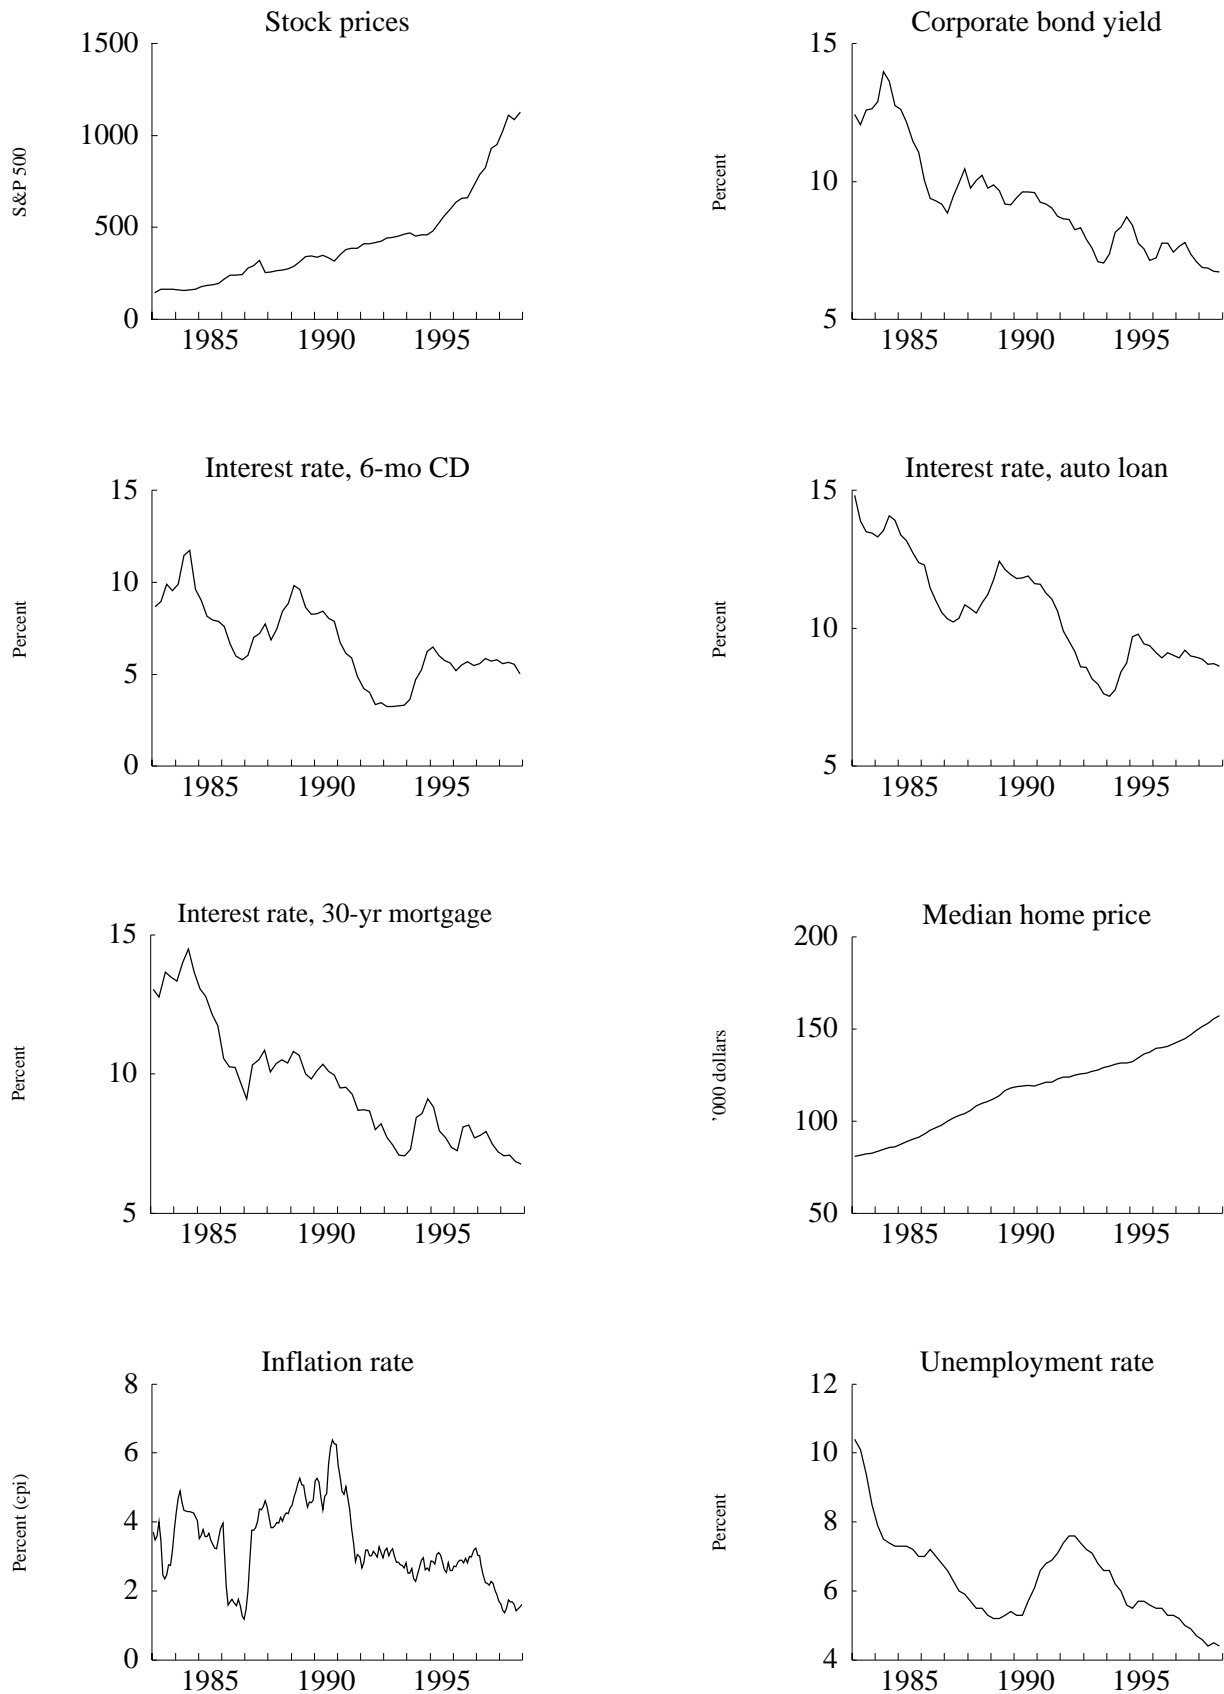 Stock prices
1500
1000
500
0
S&P 500
1985 1990 1995
Corporate bond yield
15
10
5
Percent
1985 1990 1995
Interest rate, 6-mo CD
15
10
5
0
Percent
1985 1990 1995
Interest rate, auto loan
15
10
5
Percent
1985 1990 1995
Interest rate, 30-yr mortgage
15
10
5
Percent
1985 1990 1995
Median home price
200
150
100
50
’000 dollars
1985 1990 1995
Inflation rate
8
6
4
2
0
Percent (cpi)
1985 1990 1995
Unemployment rate
12
10
8
6
4
Percent
1985 1990 1995